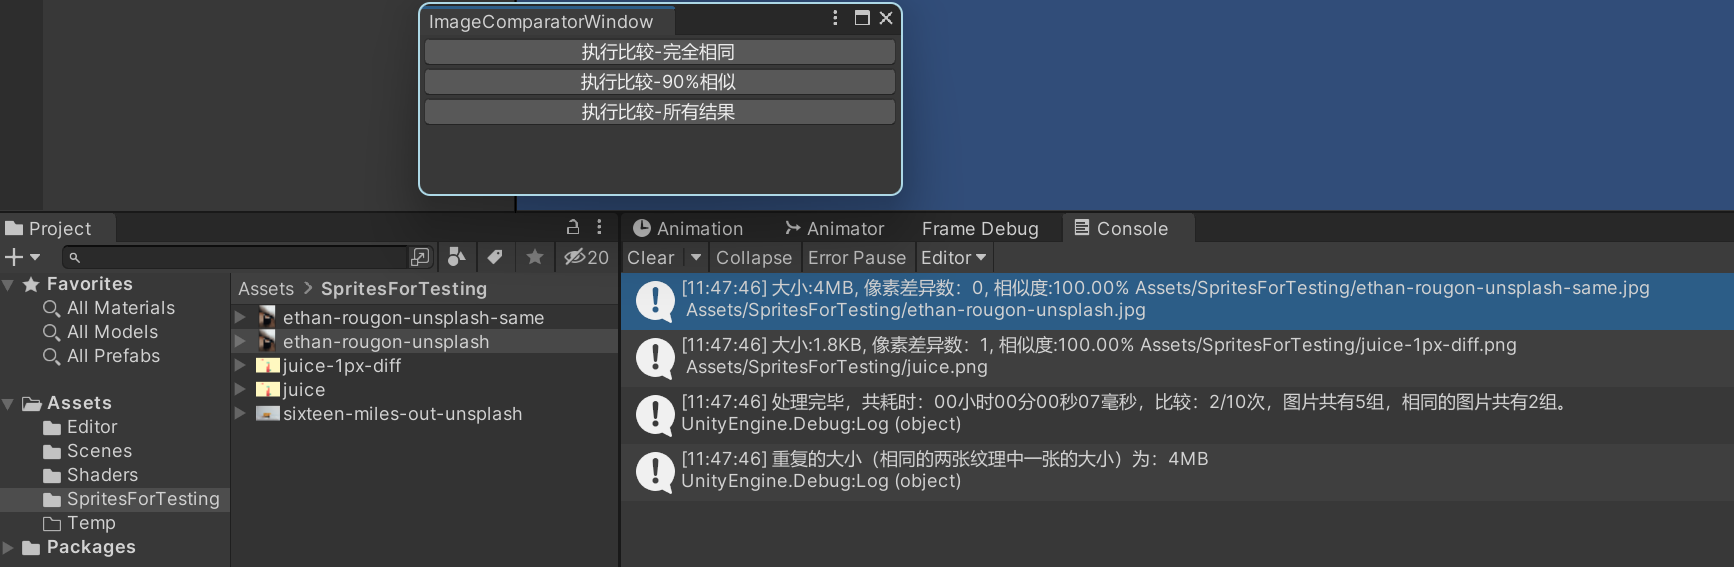 ImageComparatorWindow
执行比较-完全相同
执行比较-90%相似
执行比较-所有结果
Project
20
Favorites
All Materials
All Models
All Prefabs
Assets
Editor
Scenes
Shaders
SpritesForTesting
Temp
Packages
Assets > SpritesForTesting
ethan-rougon-unsplash-same
ethan-rougon-unsplash
juice-1px-diff
juice
sixteen-miles-out-unsplash
Animation Animator Frame Debug Console
Clear Collapse Error Pause Editor
[11:47:46] 大小:4MB, 像素差异数：0, 相似度:100.00% Assets/SpritesForTesting/ethan-rougon-unsplash-same.jpg
Assets/SpritesForTesting/ethan-rougon-unsplash.jpg
[11:47:46] 大小:1.8KB, 像素差异数：1, 相似度:100.00% Assets/SpritesForTesting/juice-1px-diff.png
Assets/SpritesForTesting/juice.png
[11:47:46] 处理完毕，共耗时：00小时00分00秒07毫秒，比较：2/10次，图片共有5组，相同的图片共有2组。
UnityEngine.Debug:Log (object)
[11:47:46] 重复的大小（相同的两张纹理中一张的大小）为：4MB
UnityEngine.Debug:Log (object)